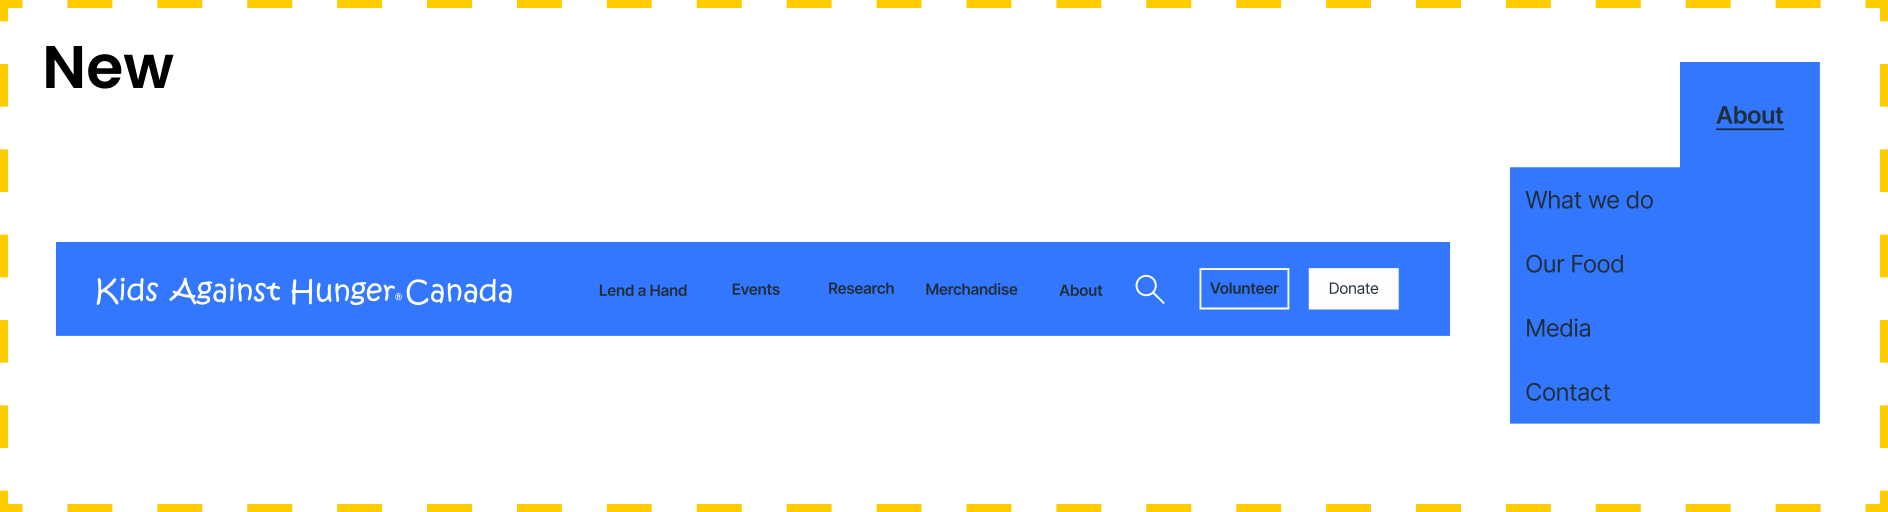 New
Kids Against Hunger® Canada Lend a Hand Events Research Merchandise About Volunteer Donate
About
What we do
Our Food
Media
Contact